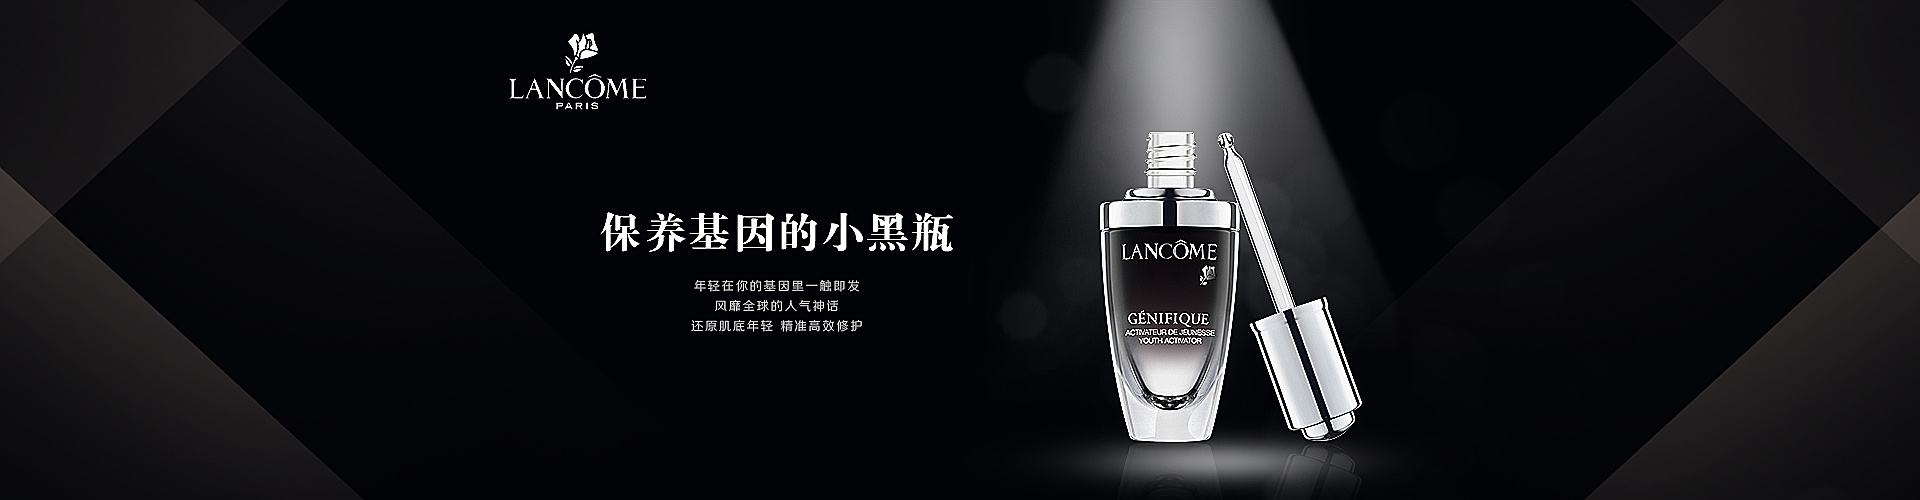 LANCÔME
PARIS
保养基因的小黑瓶
年轻在你的基因里一触即发
风靡全球的人气神话
还原肌底年轻 精准高效修护
LANCÔME
GÉNIFIQUE
ACTIVATEUR DE JEUNESSE
YOUTH ACTIVATOR